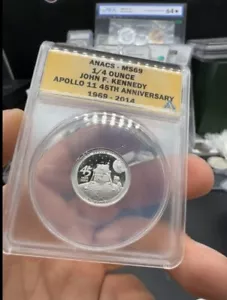 ANACS - MS69
1/4 OUNCE
JOHN F. KENNEDY
APOLLO 11 45TH ANNIVERSARY
1969 - 2014